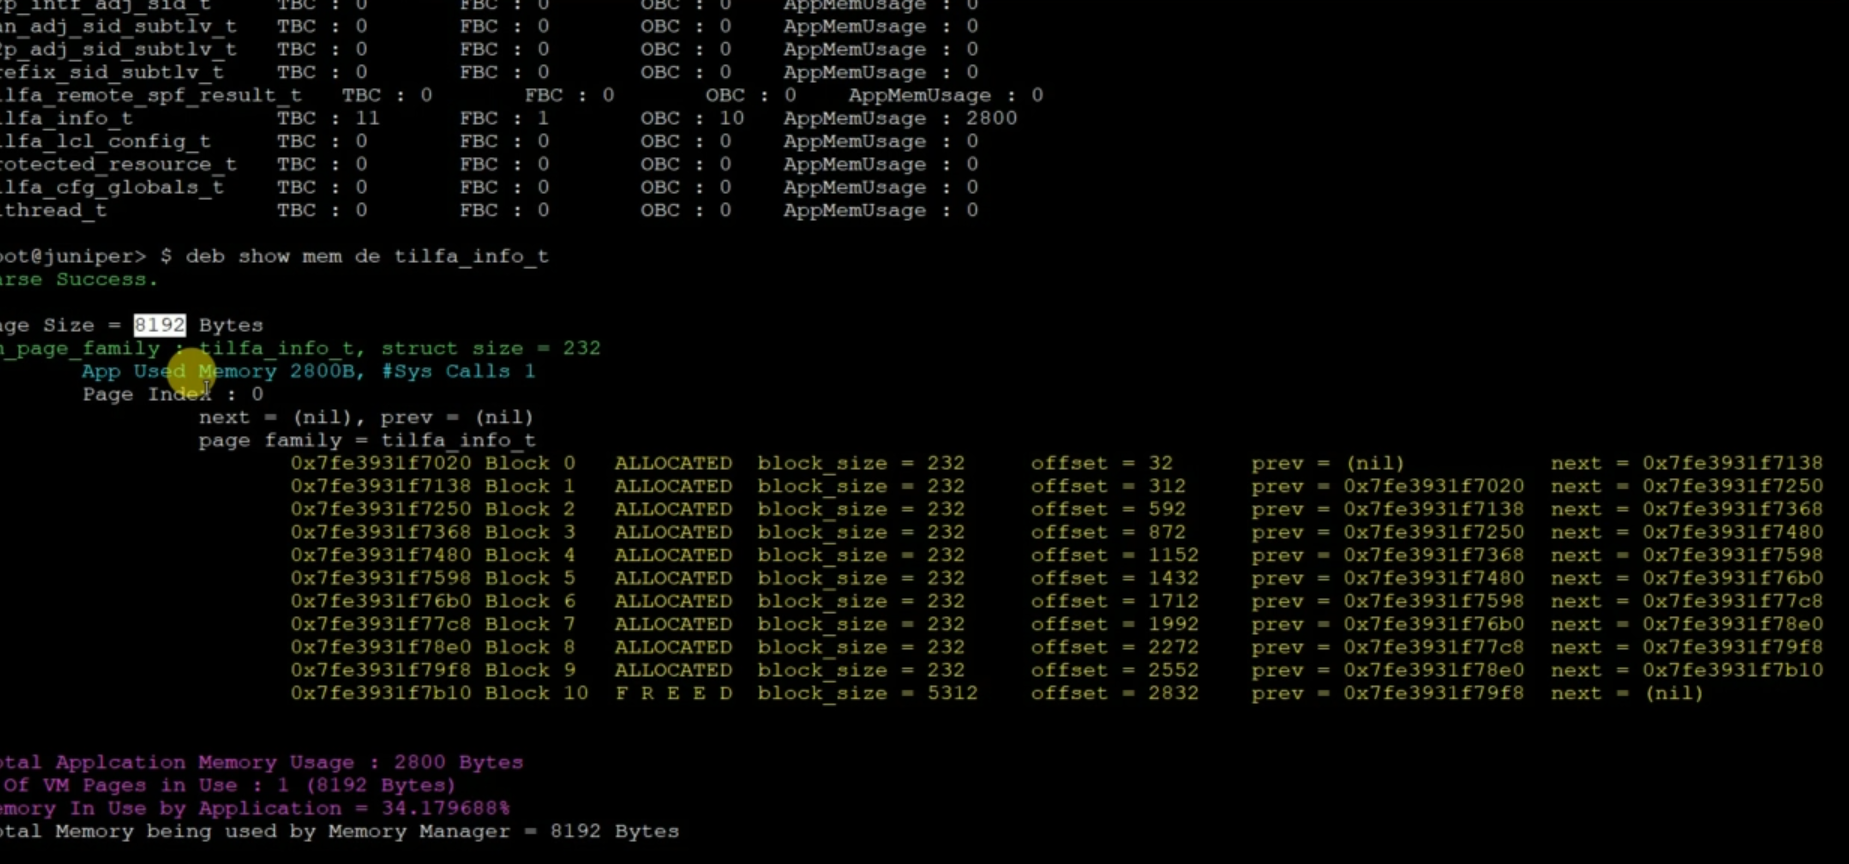 p_intf_adj_sid_t TBC : 0 FBC : 0 OBC : 0 AppMemUsage : 0
n_adj_sid_subtlv_t TBC : 0 FBC : 0 OBC : 0 AppMemUsage : 0
p_adj_sid_subtlv_t TBC : 0 FBC : 0 OBC : 0 AppMemUsage : 0
efix_sid_subtlv_t TBC : 0 FBC : 0 OBC : 0 AppMemUsage : 0
lfa_remote_spf_result_t TBC : 0 FBC : 0 OBC : 0 AppMemUsage : 0
lfa_info_t TBC : 11 FBC : 1 OBC : 10 AppMemUsage : 2800
lfa_lcl_config_t TBC : 0 FBC : 0 OBC : 0 AppMemUsage : 0
otected_resource_t TBC : 0 FBC : 0 OBC : 0 AppMemUsage : 0
lfa_cfg_globals_t TBC : 0 FBC : 0 OBC : 0 AppMemUsage : 0
thread_t TBC : 0 FBC : 0 OBC : 0 AppMemUsage : 0
oot@juniper> $ deb show mem de tilfa_info_t
arse Success.
ge Size = 8192 Bytes
m_page_family : tilfa_info_t, struct size = 232
App Used Memory 2800B, #Sys Calls 1
Page Index : 0
next = (nil), prev = (nil)
page family = tilfa_info_t
0x7fe3931f7020 Block 0 ALLOCATED block_size = 232 offset = 32 prev = (nil) next = 0x7fe3931f7138
0x7fe3931f7138 Block 1 ALLOCATED block_size = 232 offset = 312 prev = 0x7fe3931f7020 next = 0x7fe3931f7250
0x7fe3931f7250 Block 2 ALLOCATED block_size = 232 offset = 592 prev = 0x7fe3931f7138 next = 0x7fe3931f7368
0x7fe3931f7368 Block 3 ALLOCATED block_size = 232 offset = 872 prev = 0x7fe3931f7250 next = 0x7fe3931f7480
0x7fe3931f7480 Block 4 ALLOCATED block_size = 232 offset = 1152 prev = 0x7fe3931f7368 next = 0x7fe3931f7598
0x7fe3931f7598 Block 5 ALLOCATED block_size = 232 offset = 1432 prev = 0x7fe3931f7480 next = 0x7fe3931f76b0
0x7fe3931f76b0 Block 6 ALLOCATED block_size = 232 offset = 1712 prev = 0x7fe3931f7598 next = 0x7fe3931f77c8
0x7fe3931f77c8 Block 7 ALLOCATED block_size = 232 offset = 1992 prev = 0x7fe3931f76b0 next = 0x7fe3931f78e0
0x7fe3931f78e0 Block 8 ALLOCATED block_size = 232 offset = 2272 prev = 0x7fe3931f77c8 next = 0x7fe3931f79f8
0x7fe3931f79f8 Block 9 ALLOCATED block_size = 232 offset = 2552 prev = 0x7fe3931f78e0 next = 0x7fe3931f7b10
0x7fe3931f7b10 Block 10 F R E E D block_size = 5312 offset = 2832 prev = 0x7fe3931f79f8 next = (nil)
otal Applcation Memory Usage : 2800 Bytes
Of VM Pages in Use : 1 (8192 Bytes)
emory In Use by Application = 34.179688%
otal Memory being used by Memory Manager = 8192 Bytes